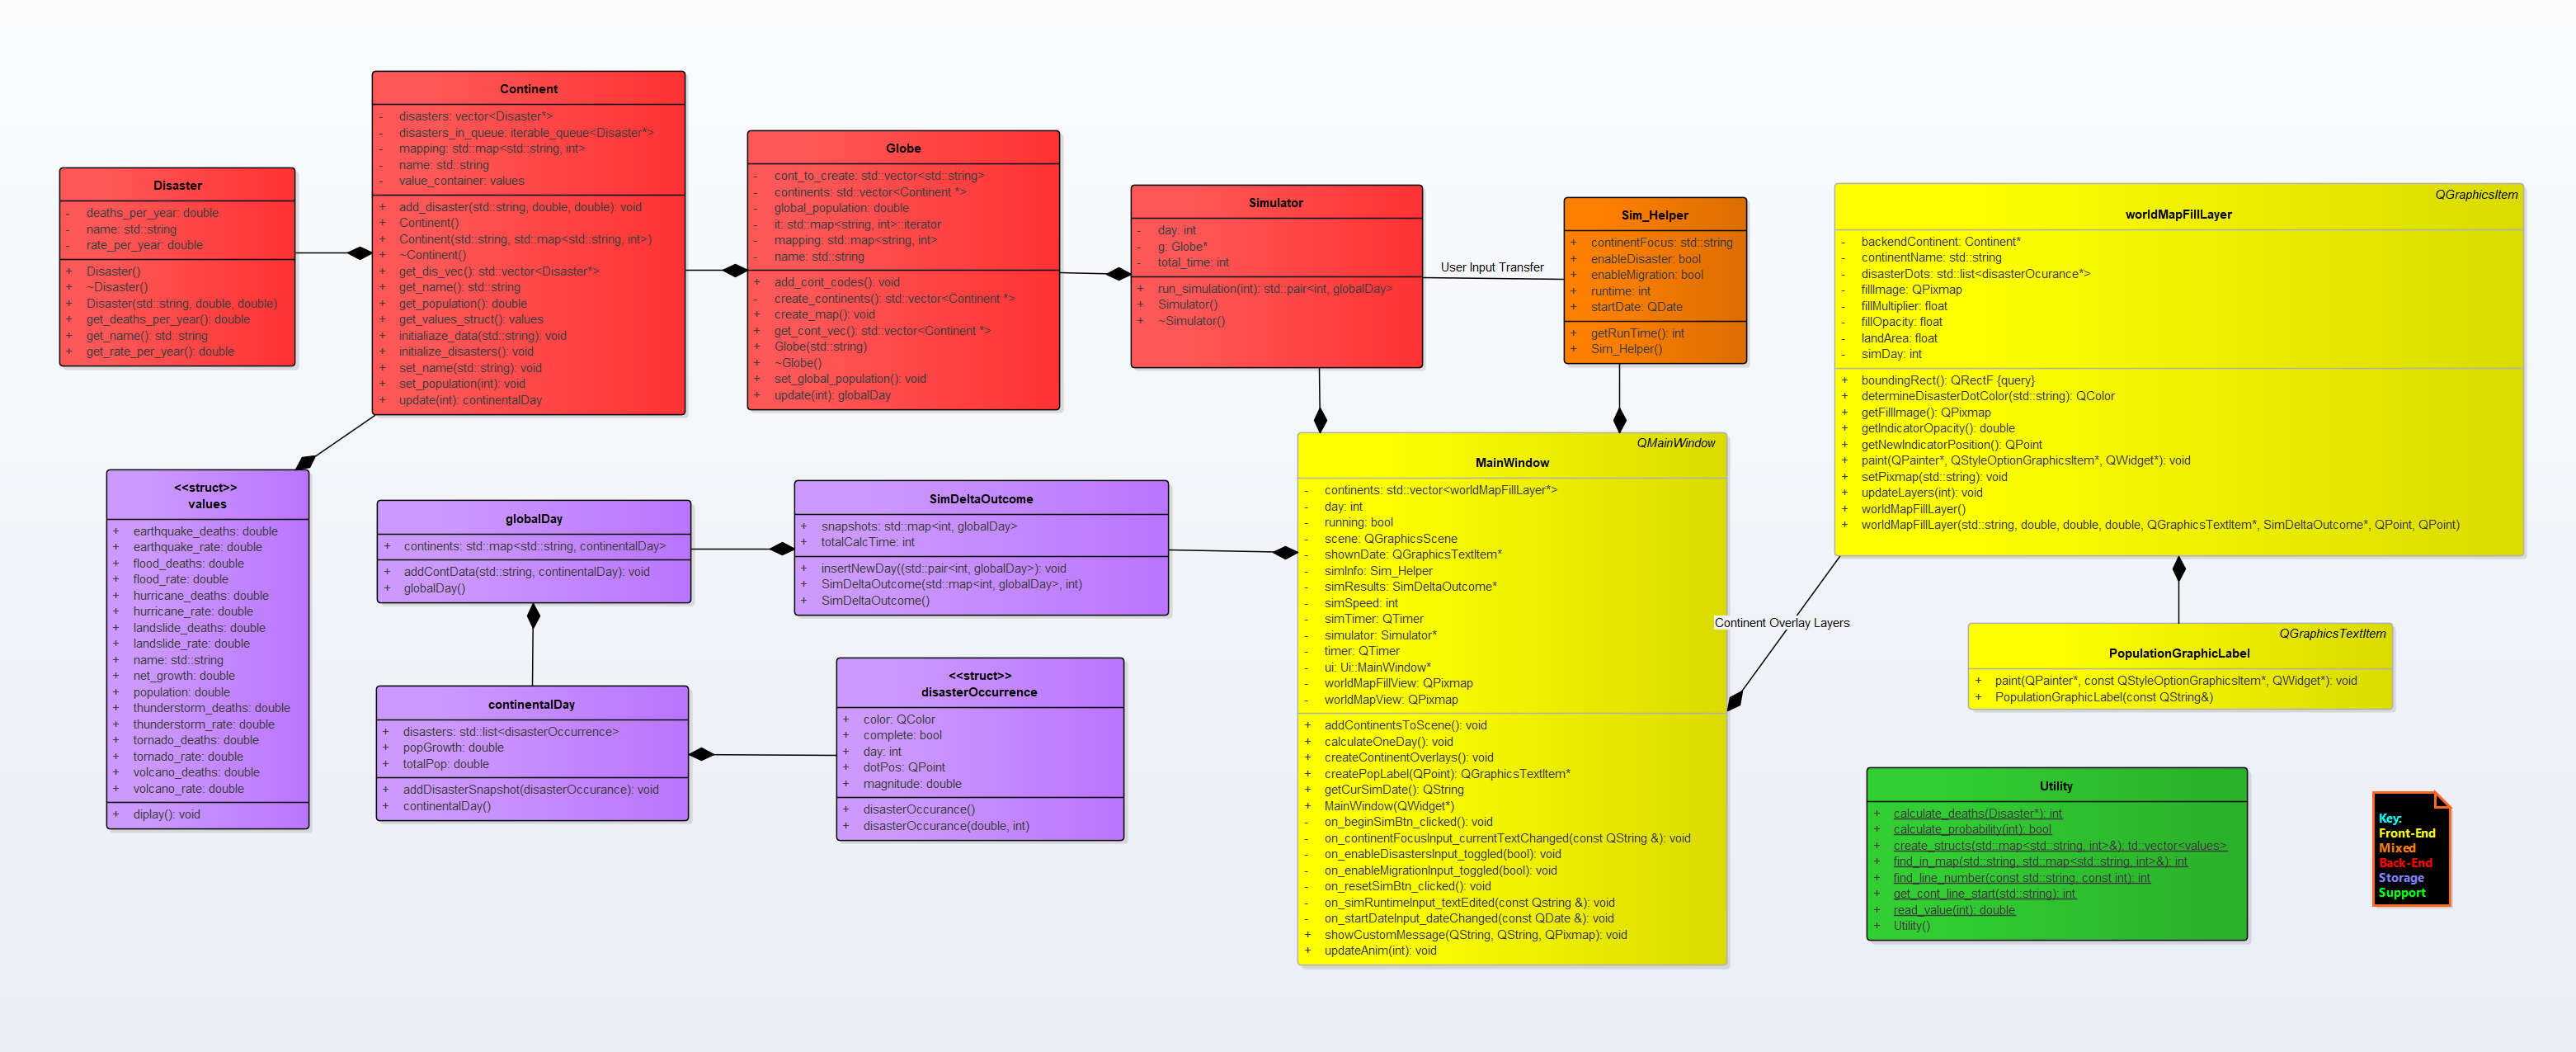 Disaster
- deaths_per_year: double
- name: std::string
- rate_per_year: double
+ Disaster()
+ ~Disaster()
+ Disaster(std::string, double, double)
+ get_deaths_per_year(): double
+ get_name(): std::string
+ get_rate_per_year(): double
Continent
- disasters: vector<Disaster*>
- disasters_in_queue: iterable_queue<Disaster*>
- mapping: std::map<std::string, int>
- name: std::string
- value_container: values
+ add_disaster(std::string, double, double): void
+ Continent()
+ Continent(std::string, std::map<std::string, int>)
+ ~Continent()
+ get_dis_vec(): std::vector<Disaster*>
+ get_name(): std::string
+ get_population(): double
+ get_values_struct(): values
+ initialiaze_data(std::string): void
+ initialize_disasters(): void
+ set_name(std::string): void
+ set_population(int): void
+ update(int): continentalDay
Globe
- cont_to_create: std::vector<std::string>
- continents: std::vector<Continent *>
- global_population: double
- it: std::map<string, int>::iterator
- mapping: std::map<string, int>
- name: std::string
+ add_cont_codes(): void
- create_continents(): std::vector<Continent *>
+ create_map(): void
+ get_cont_vec(): std::vector<Continent *>
+ Globe(std::string)
+ ~Globe()
+ set_global_population(): void
+ update(int): globalDay
Simulator
- day: int
- g: Globe*
- total_time: int
+ run_simulation(int): std::pair<int, globalDay>
+ Simulator()
+ ~Simulator()
User Input Transfer
Sim_Helper
+ continentFocus: std::string
+ enableDisaster: bool
+ enableMigration: bool
+ runtime: int
+ startDate: QDate
+ getRunTime(): int
+ Sim_Helper()
QGraphicsItem
worldMapFillLayer
- backendContinent: Continent*
- continentName: std::string
- disasterDots: std::list<disasterOcurance*>
- fillImage: QPixmap
- fillMultiplier: float
- fillOpacity: float
- landArea: float
- simDay: int
+ boundingRect(): QRectF {query}
+ determineDisasterDotColor(std::string): QColor
+ getFillImage(): QPixmap
+ getIndicatorOpacity(): double
+ getNewIndicatorPosition(): QPoint
+ paint(QPainter*, QStyleOptionGraphicsItem*, QWidget*): void
+ setPixmap(std::string): void
+ updateLayers(int): void
+ worldMapFillLayer()
+ worldMapFillLayer(std::string, double, double, double, QGraphicsTextItem*, SimDeltaOutcome*, QPoint, QPoint)
<<struct>>
values
+ earthquake_deaths: double
+ earthquake_rate: double
+ flood_deaths: double
+ flood_rate: double
+ hurricane_deaths: double
+ hurricane_rate: double
+ landslide_deaths: double
+ landslide_rate: double
+ name: std::string
+ net_growth: double
+ population: double
+ thunderstorm_deaths: double
+ thunderstorm_rate: double
+ tornado_deaths: double
+ tornado_rate: double
+ volcano_deaths: double
+ volcano_rate: double
+ diplay(): void
globalDay
+ continents: std::map<std::string, continentalDay>
+ addContData(std::string, continentalDay): void
+ globalDay()
SimDeltaOutcome
+ snapshots: std::map<int, globalDay>
+ totalCalcTime: int
+ insertNewDay((std::pair<int, globalDay>): void
+ SimDeltaOutcome(std::map<int, globalDay>, int)
+ SimDeltaOutcome()
continentalDay
+ disasters: std::list<disasterOccurrence>
+ popGrowth: double
+ totalPop: double
+ addDisasterSnapshot(disasterOccurance): void
+ continentalDay()
<<struct>>
disasterOccurrence
+ color: QColor
+ complete: bool
+ day: int
+ dotPos: QPoint
+ magnitude: double
+ disasterOccurance()
+ disasterOccurance(double, int)
QMainWindow
MainWindow
- continents: std::vector<worldMapFillLayer*>
- day: int
- running: bool
- scene: QGraphicsScene
- shownDate: QGraphicsTextItem*
- simInfo: Sim_Helper
- simResults: SimDeltaOutcome*
- simSpeed: int
- simTimer: QTimer
- simulator: Simulator*
- timer: QTimer
- ui: Ui::MainWindow*
- worldMapFillView: QPixmap
- worldMapView: QPixmap
+ addContinentsToScene(): void
+ calculateOneDay(): void
+ createContinentOverlays(): void
+ createPopLabel(QPoint): QGraphicsTextItem*
+ getCurSimDate(): QString
+ MainWindow(QWidget*)
- on_beginSimBtn_clicked(): void
- on_continentFocusInput_currentTextChanged(const QString &): void
- on_enableDisastersInput_toggled(bool): void
- on_enableMigrationInput_toggled(bool): void
- on_resetSimBtn_clicked(): void
- on_simRuntimeInput_textEdited(const Qstring &): void
- on_startDateInput_dateChanged(const QDate &): void
+ showCustomMessage(QString, QString, QPixmap): void
+ updateAnim(int): void
Continent Overlay Layers
QGraphicsTextItem
PopulationGraphicLabel
+ paint(QPainter*, const QStyleOptionGraphicsItem*, QWidget*): void
+ PopulationGraphicLabel(const QString&)
Utility
+ calculate_deaths(Disaster*): int
+ calculate_probability(int): bool
+ create_structs(std::map<std::string, int>&): td::vector<values>
+ find_in_map(std::string, std::map<std::string, int>&): int
+ find_line_number(const std::string, const int): int
+ get_cont_line_start(std::string): int
+ read_value(int): double
+ Utility()
Key:
Front-End
Mixed
Back-End
Storage
Support